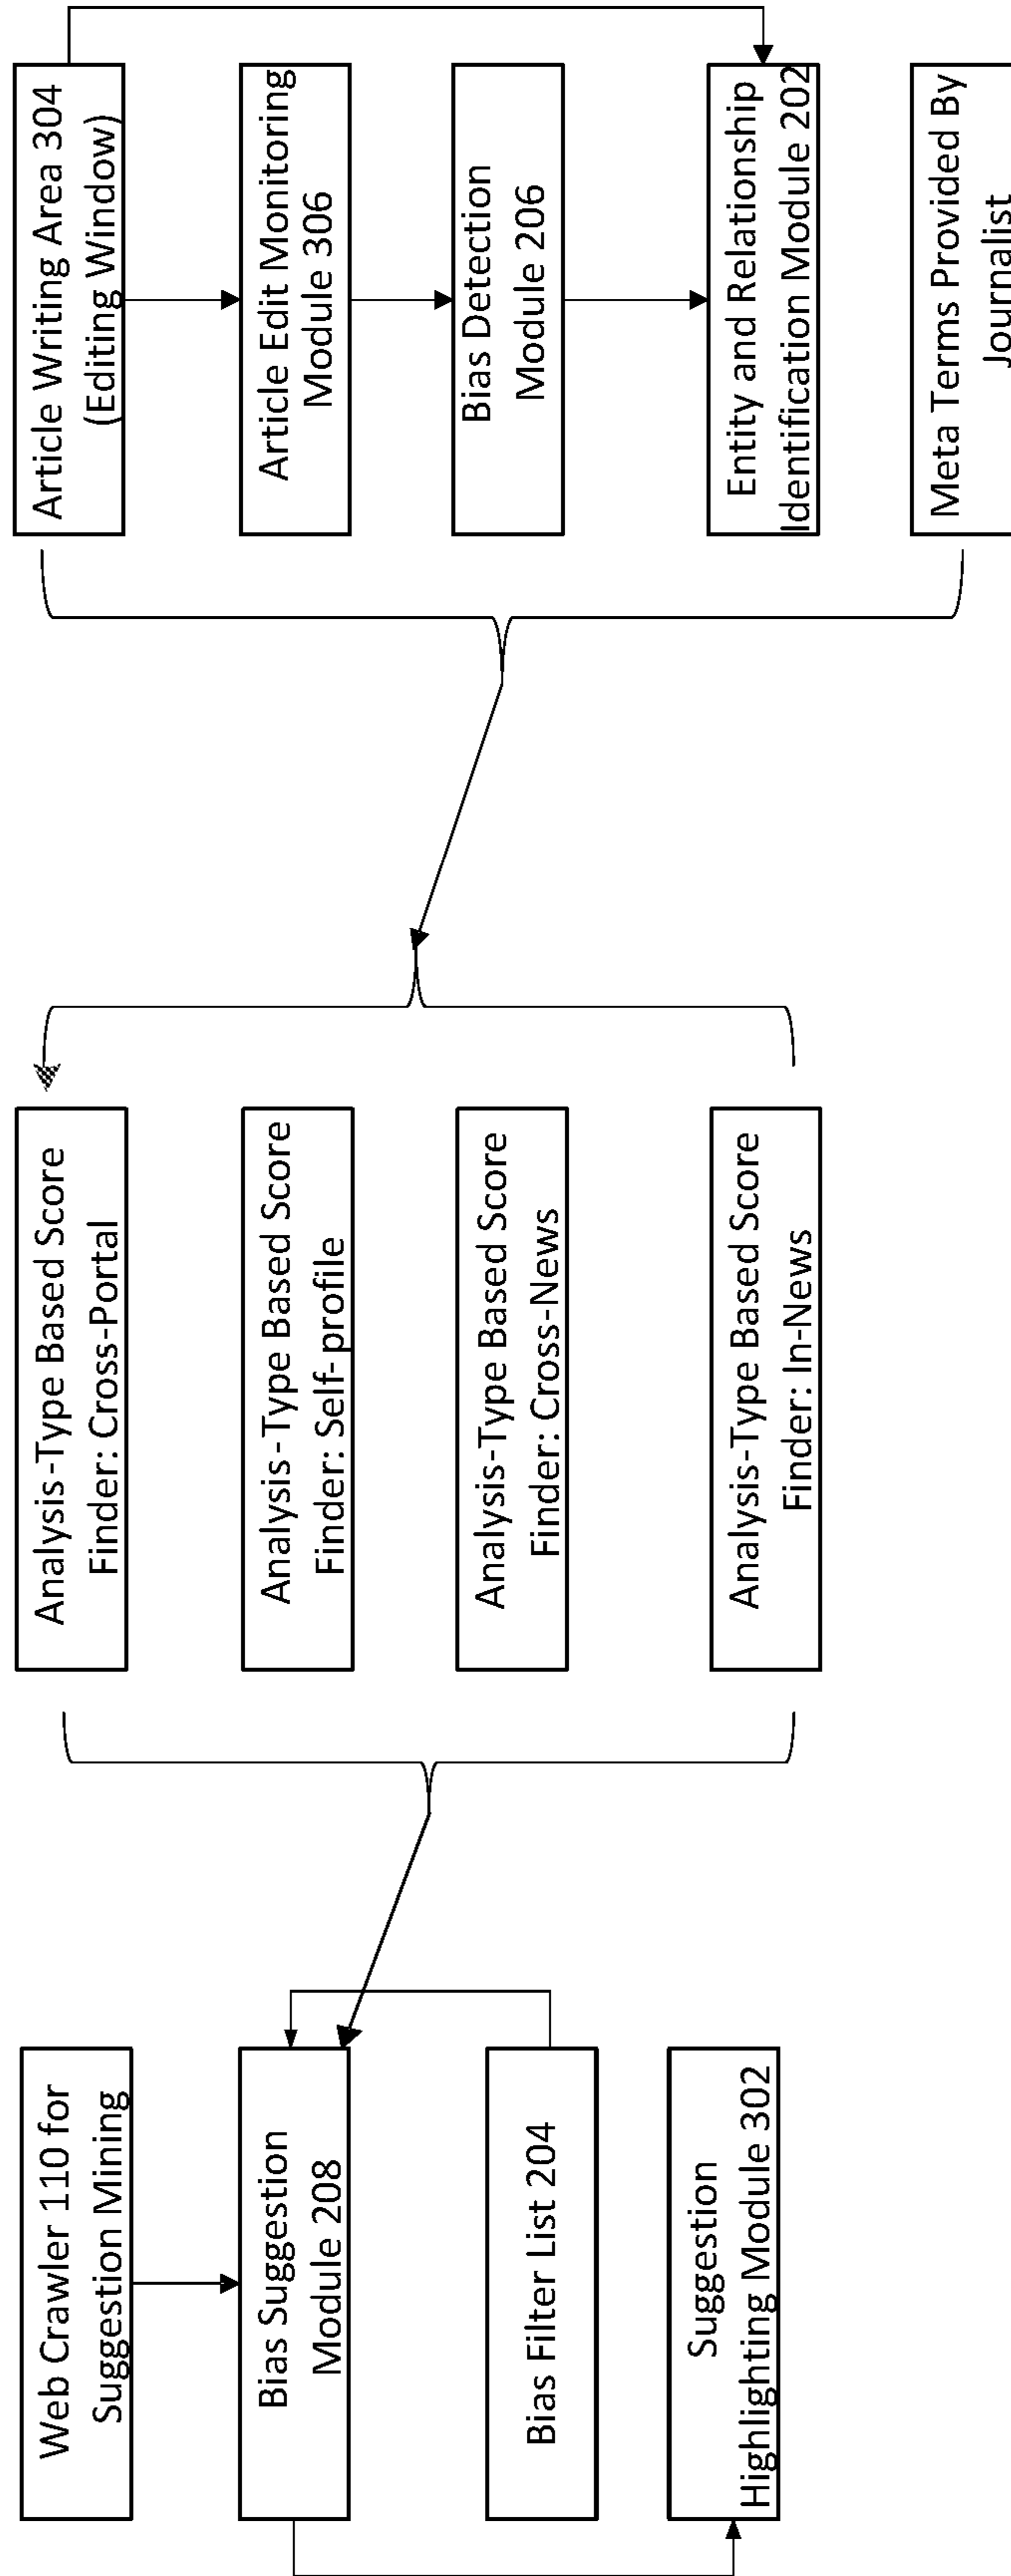 Web Crawler 110 for
Suggestion Mining
Bias Suggestion
Module 208
Bias Filter List 204
Suggestion
Highlighting Module 302
Analysis-Type Based Score
Finder: Cross-Portal
Analysis-Type Based Score
Finder: Self- profile
Analysis-Type Based Score
Finder: Cross-News
Analysis-Type Based Score
Finder: In-News
Article Writing Area 304
(Editing Window)
Article Edit Monitoring
Module 306
Bias Detection
Module 206
Entity and Relationship
Identification Module 202
Meta Terms Provided By
Journalist